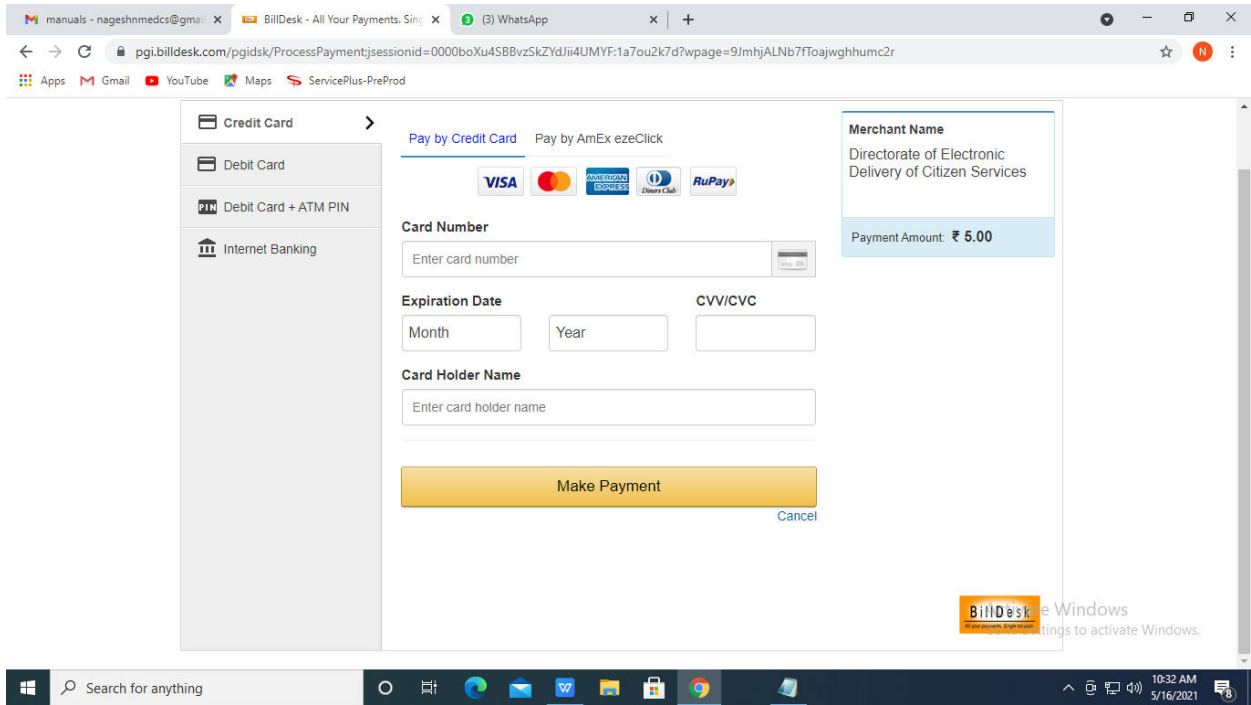 manuals - nageshnmedcs@gmai
BillDesk - All Your Payments. Sing
(3) WhatsApp
pgi.billdesk.com/pgidsk/ProcessPayment;jsessionid=0000boXu4SBBvzSkZYdJii4UMYF:1a7ou2k7d?wpage=9JmhjALNb7fToajwghhumc2r
N
Apps
Gmail
YouTube
Maps
ServicePlus-PreProd
Credit Card
Debit Card
PIN Debit Card + ATM PIN
Internet Banking
Pay by Credit Card
Pay by AmEx ezeClick
VISA
AMERICAN EXPRESS
Diners Club
RuPay
Card Number
Enter card number
Expiration Date
CVV/CVC
Month
Year
Card Holder Name
Enter card holder name
Make Payment
Cancel
Merchant Name
Directorate of Electronic
Delivery of Citizen Services
Payment Amount: ₹ 5.00
BillDesk
Windows
to activate Windows.
Search for anything
10:32 AM
5/16/2021
8